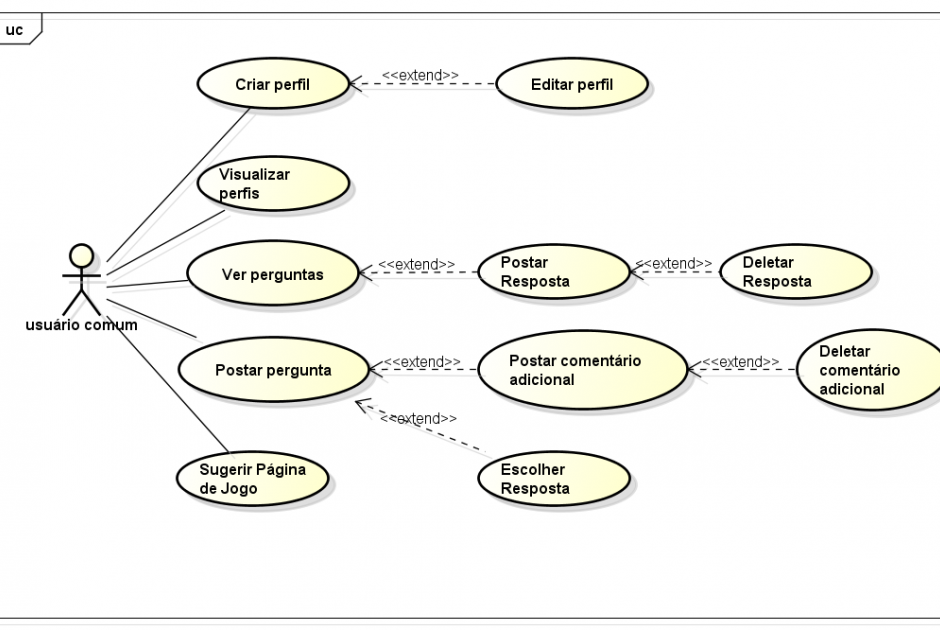 uc
Criar perfil
<<extend>>
Editar perfil
Visualizar
perfis
Ver perguntas
<<extend>>
Postar
Resposta
<<extend>>
Deletar
Resposta
usuário comum
Postar pergunta
<<extend>>
Postar comentário
adicional
<<extend>>
Deletar
comentário
adicional
<<extend>>
Sugerir Página
de Jogo
Escolher
Resposta